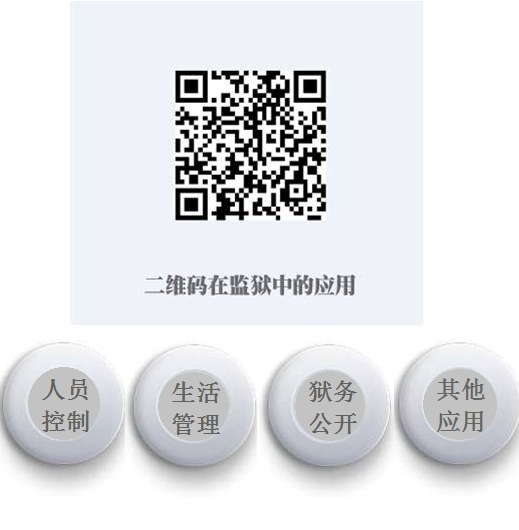 二维码在监狱中的应用
人员
控制
生活
管理
狱务
公开
其他
应用